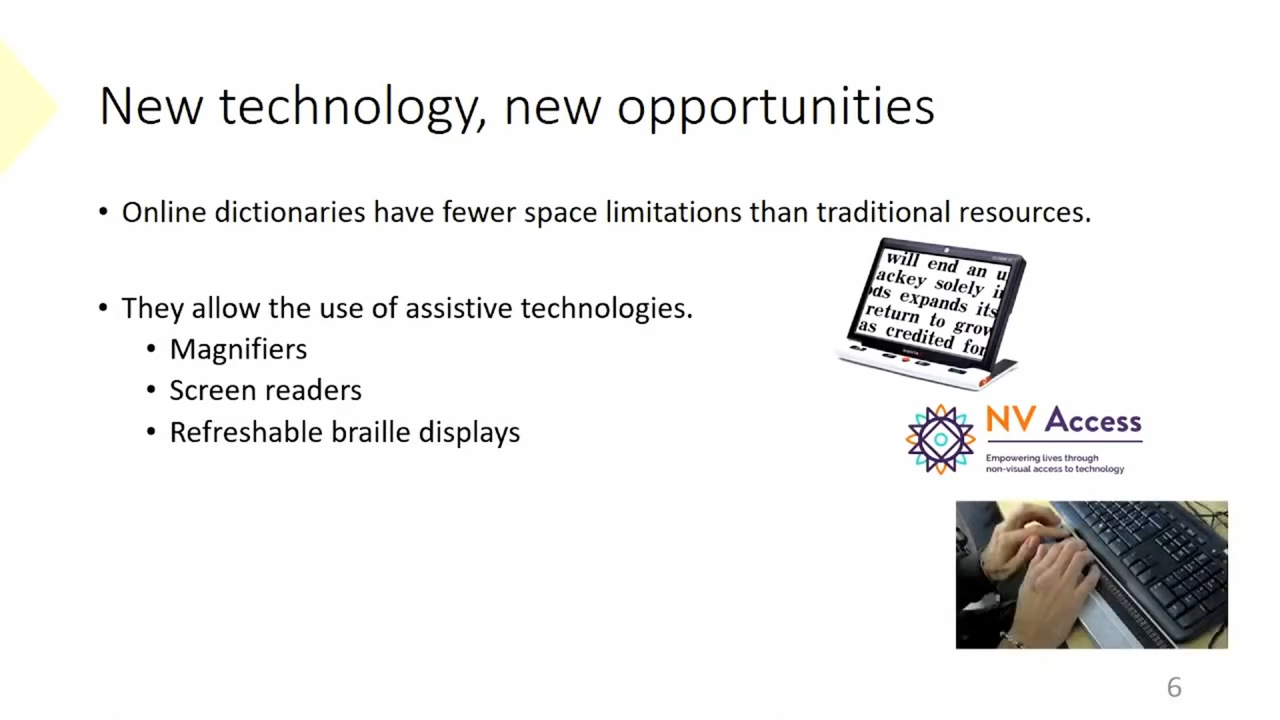 New technology, new opportunities
• Online dictionaries have fewer space limitations than traditional resources.
• They allow the use of assistive technologies.
• Magnifiers
• Screen readers
• Refreshable braille displays
will end an u
ackey solely i
ds expands its
return to grow
as credited for
NV Access
Empowering lives through
non-visual access to technology
6